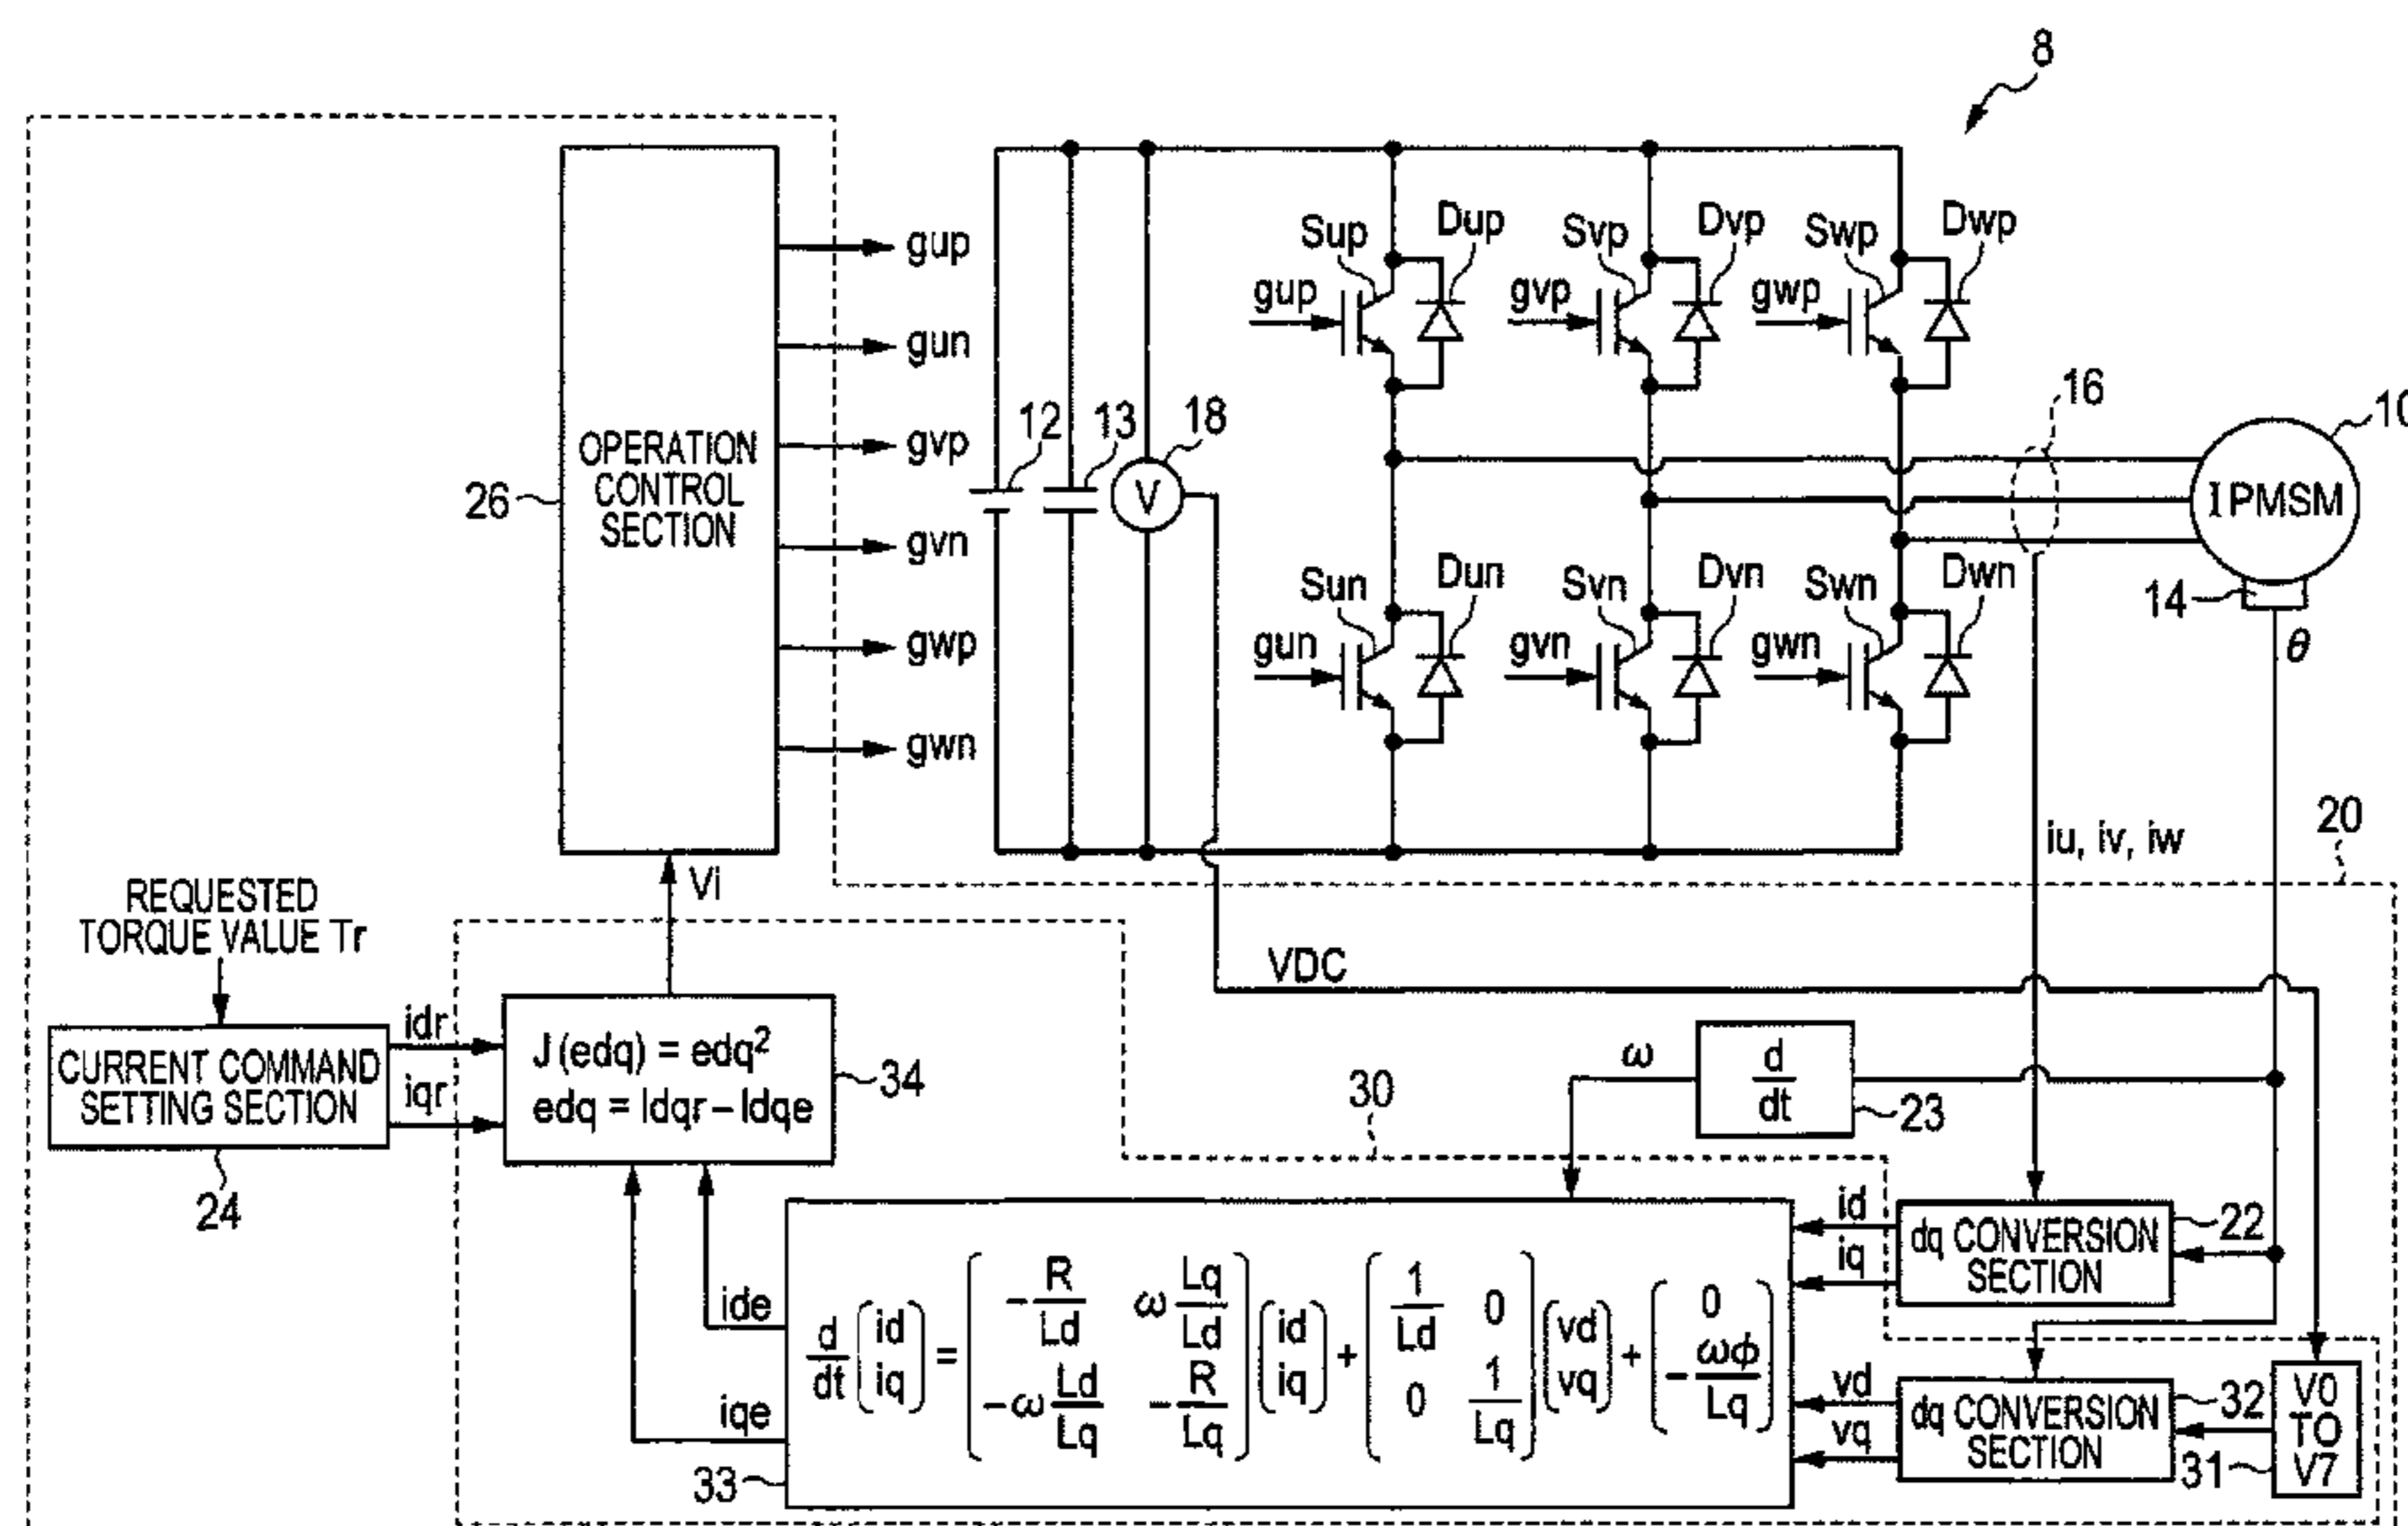 8
gup
gun
gvp
gvn
gwp
gwn
OPERATION
CONTROL
SECTION
26
12
13
18
V
Sup
Dup
Svp
Dvp
Swp
Dwp
gup
gvp
gwp
16
10
IPMSM
14
θ
Sun
Dun
Svn
Dvn
Swn
Dwn
gun
gvn
gwn
iu, iv, iw
20
Vi
REQUESTED
TORQUE VALUE Tr
VDC
idr
iqr
CURRENT COMMAND
SETTING SECTION
24
J(edq) = edq²
edq = Idqr – Idqe
34
ω
d
dt
23
30
id
iq
dq CONVERSION
SECTION
22
ide
iqe
d/dt (id iq) = (-R/Ld ω Lq/Ld -ω Ld/Lq -R/Lq) (id iq) + (1/Ld 0 0 1/Lq) (vd vq) + (0 -ωϕ/Lq)
33
vd
vq
dq CONVERSION
SECTION
32
V0
TO
V7
31